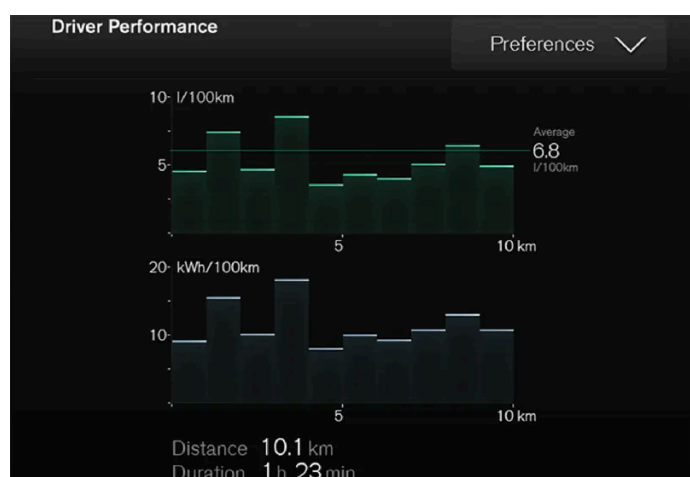 Driver Performance
Preferences
10 l/100km
Average
6.8
l/100km
5
5
10 km
20 kWh/100km
10
5
10 km
Distance 10.1 km
Duration 1 h 23 min